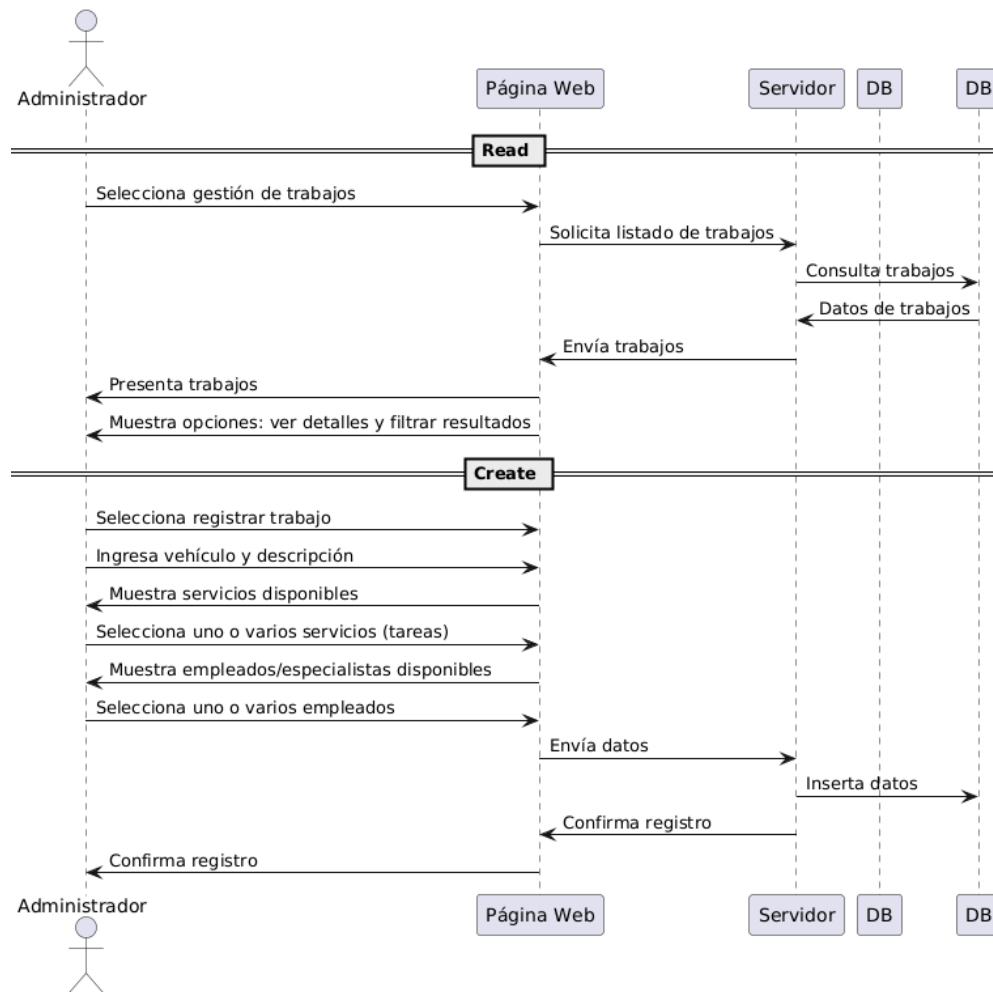 Administrador
Página Web
Servidor
DB
DB
Read
Selecciona gestión de trabajos
Solicita listado de trabajos
Consulta trabajos
Datos de trabajos
Envía trabajos
Presenta trabajos
Muestra opciones: ver detalles y filtrar resultados
Create
Selecciona registrar trabajo
Ingresa vehículo y descripción
Muestra servicios disponibles
Selecciona uno o varios servicios (tareas)
Muestra empleados/especialistas disponibles
Selecciona uno o varios empleados
Envía datos
Inserta datos
Confirma registro
Confirma registro
Administrador
Página Web
Servidor
DB
DB